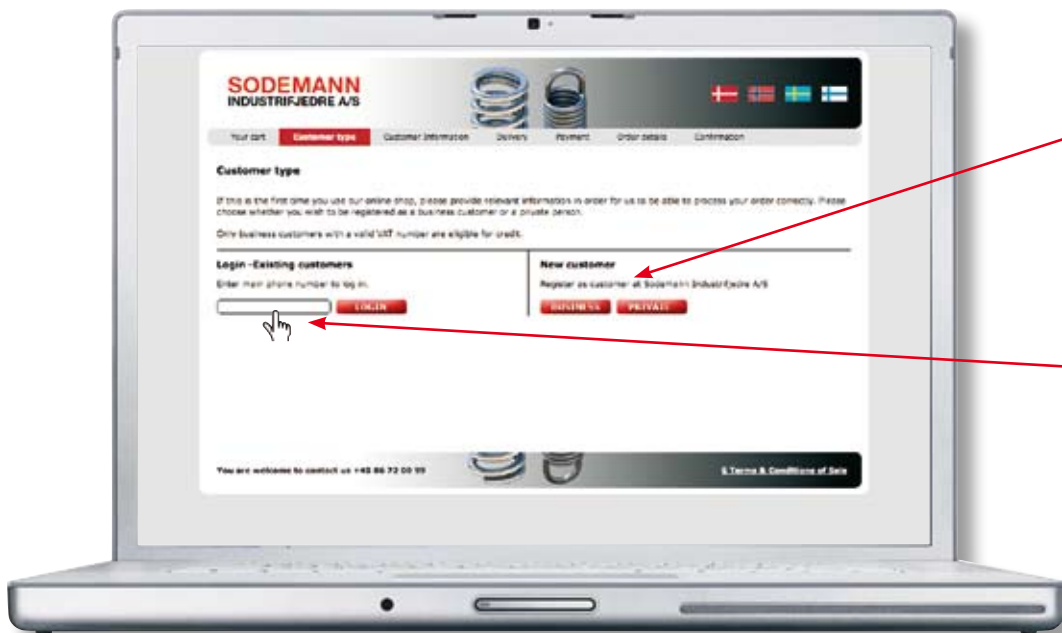 SODEMANN
INDUSTRIFJEDRE A/S
Your cart Customer type Customer Information Delivery Payment Order details Confirmation
Customer type
If this is the first time you use our online shop, please provide relevant information in order for us to be able to process your order correctly. Please
choose whether you wish to be registered as a business customer or a private person.
Only business customers with a valid VAT number are eligible for credit.
Login -Existing customers
Enter main phone number to log in.
LOGIN
New customer
Register as customer at Sodemann Industrifjedre A/S
BUSINESS PRIVATE
You are welcome to contact us +45 86 72 00 99
§ Terms & Conditions of Sale